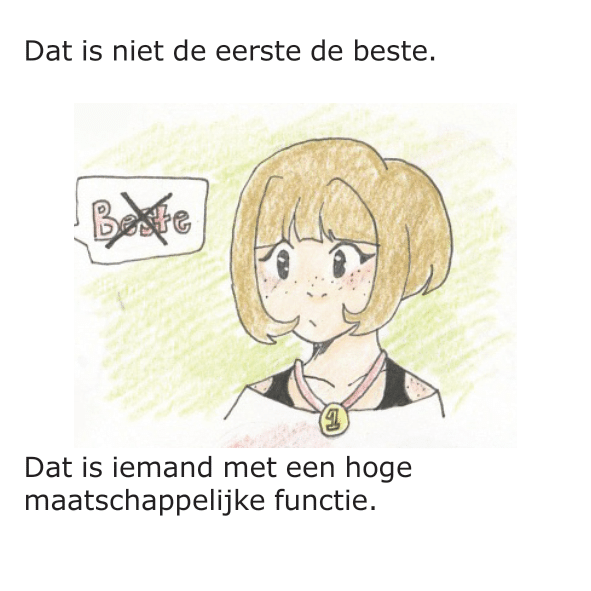 Dat is niet de eerste de beste.
Beste
1
Dat is iemand met een hoge
maatschappelijke functie.